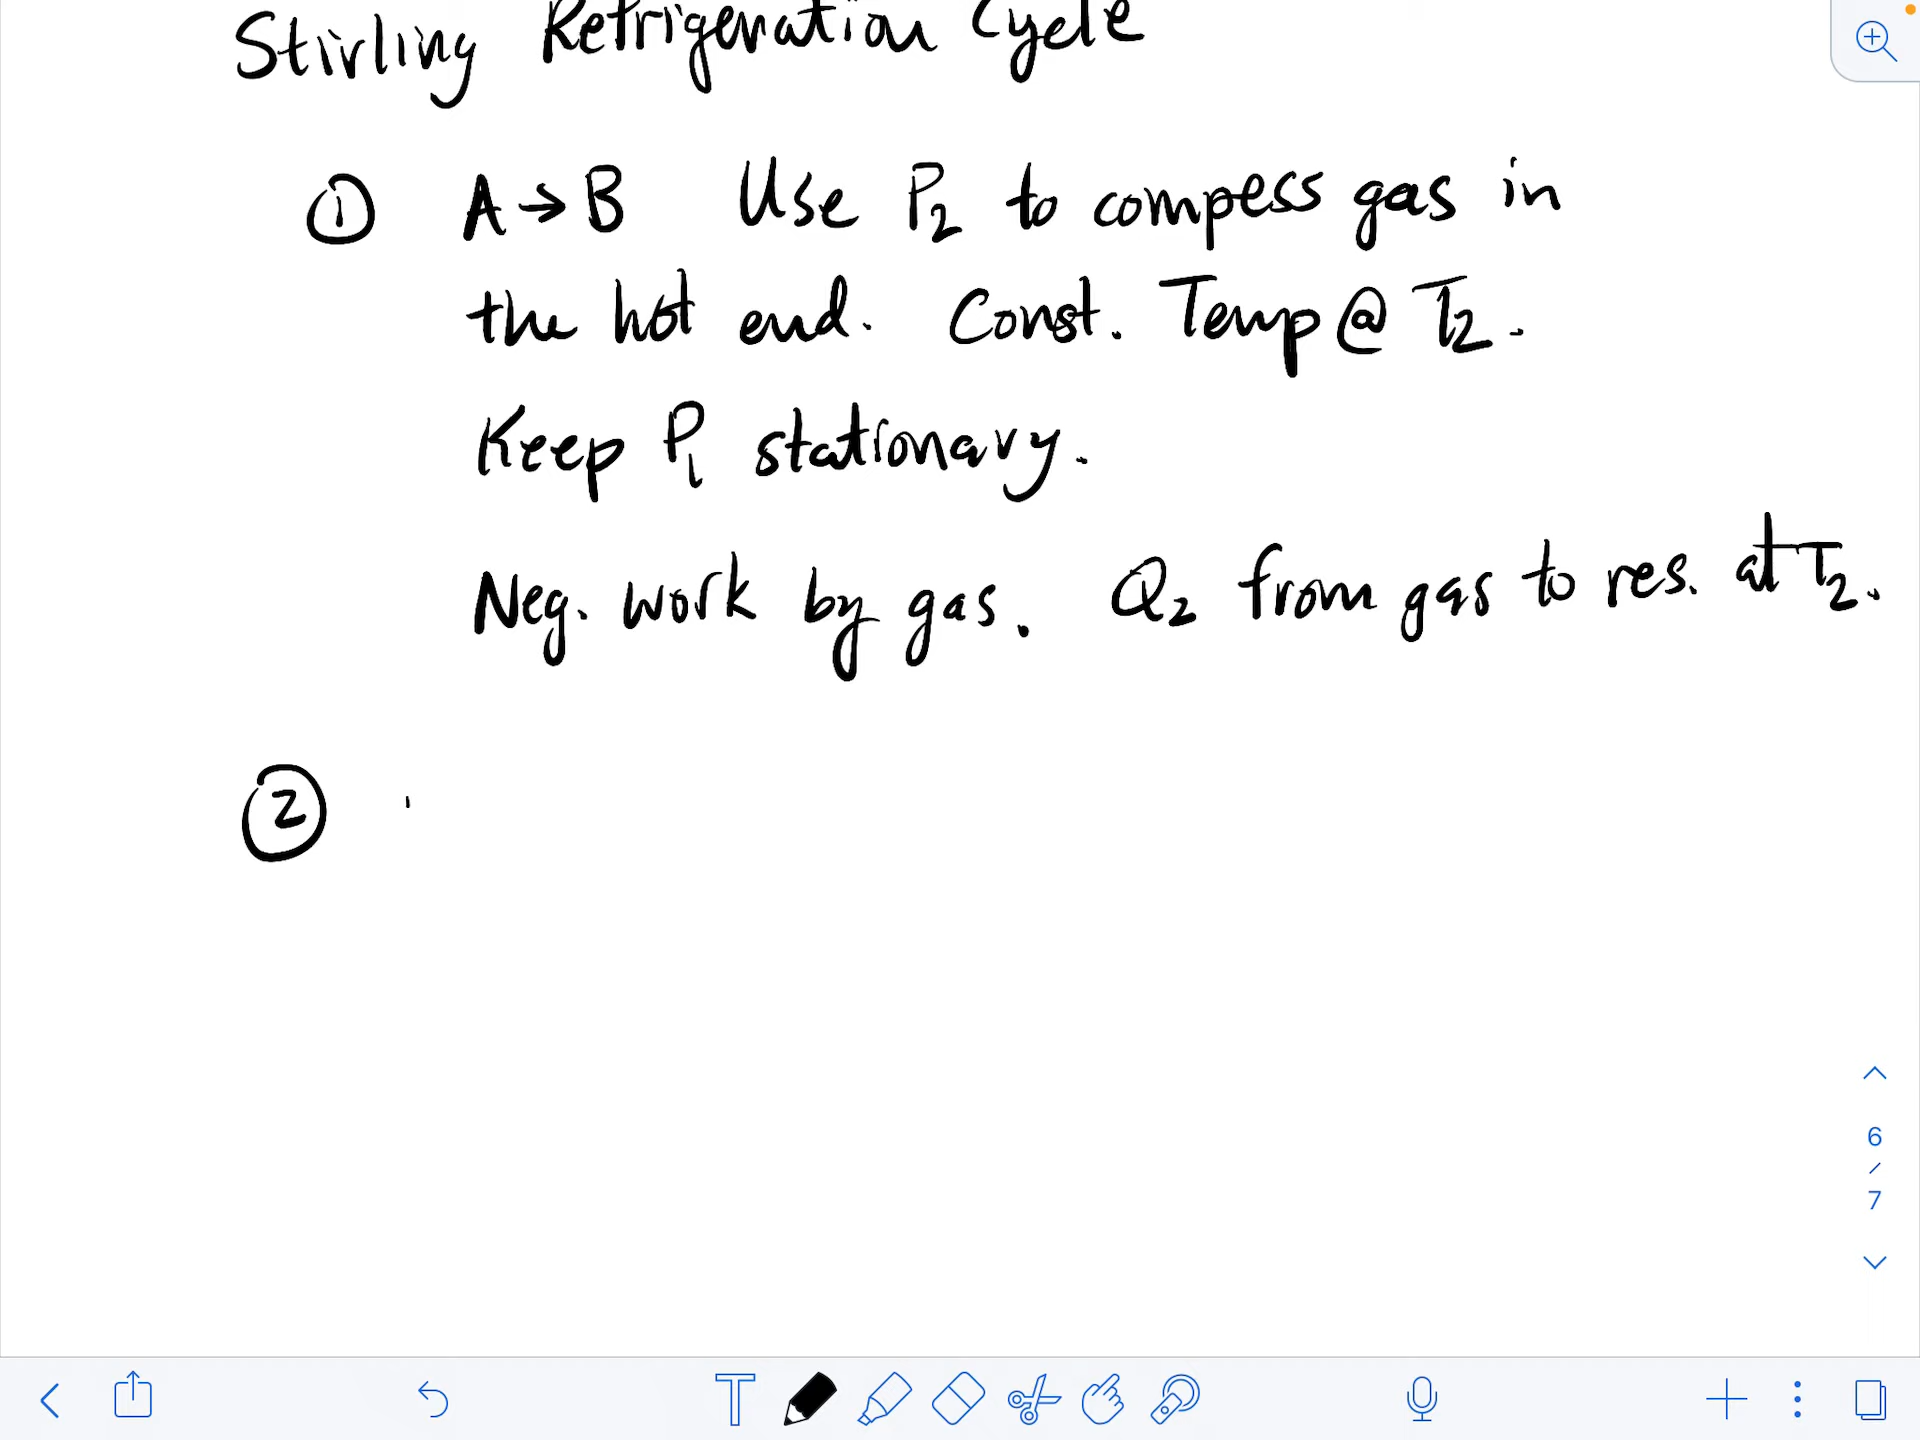 Stirling Refrigeration Cycle
① A→B Use P₂ to compess gas in
the hot end. Const. Temp @ T₂.
Keep P₁ stationary.
Neg. work by gas. Q₂ from gas to res. at T₂.
②
6
/
7